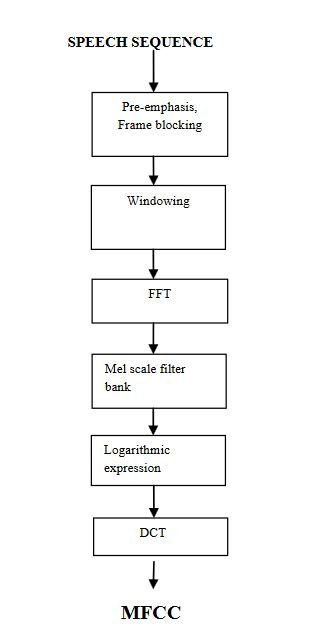 SPEECH SEQUENCE
Pre-emphasis,
Frame blocking
Windowing
FFT
Mel scale filter
bank
Logarithmic
expression
DCT
MFCC